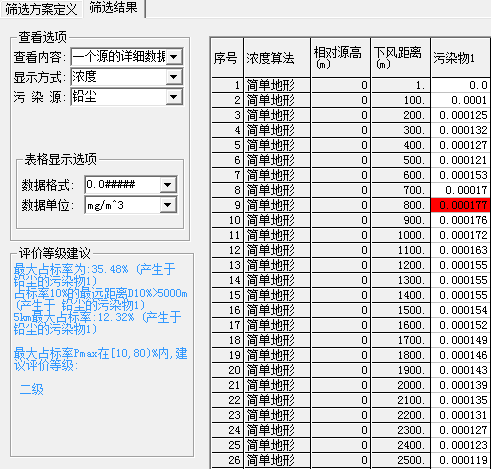 筛选方案定义 筛选结果
查看选项
查看内容: 一个源的详细数据
显示方式: 浓度
污 染 源: 铅尘
表格显示选项
数据格式: 0.0#####
数据单位: mg/m^3
评价等级建议
最大占标率为:35.48% (产生于
铅尘的污染物1)
占标率10%的最远距离D10%>5000m
(产生于 铅尘的污染物1)
5km最大占标率:12.32% (产生于
铅尘的污染物1)
最大占标率Pmax在[10,80)%内,建
议评价等级:
二级
序号 浓度算法 相对源高(m) 下风距离(m) 污染物1
1 简单地形 0 1. 0.0
2 简单地形 0 100. 0.0001
3 简单地形 0 200. 0.000125
4 简单地形 0 300. 0.000132
5 简单地形 0 400. 0.000127
6 简单地形 0 500. 0.000121
7 简单地形 0 600. 0.000153
8 简单地形 0 700. 0.00017
9 简单地形 0 800. 0.000177
10 简单地形 0 900. 0.000176
11 简单地形 0 1000. 0.000172
12 简单地形 0 1100. 0.000163
13 简单地形 0 1200. 0.000155
14 简单地形 0 1300. 0.000155
15 简单地形 0 1400. 0.000155
16 简单地形 0 1500. 0.000154
17 简单地形 0 1600. 0.000152
18 简单地形 0 1700. 0.000149
19 简单地形 0 1800. 0.000146
20 简单地形 0 1900. 0.000143
21 简单地形 0 2000. 0.000139
22 简单地形 0 2100. 0.000135
23 简单地形 0 2200. 0.000131
24 简单地形 0 2300. 0.000127
25 简单地形 0 2400. 0.000123
26 简单地形 0 2500. 0.000119